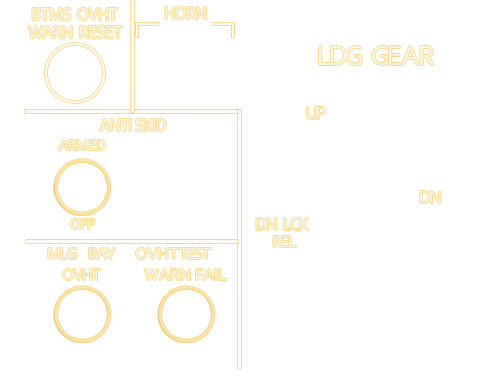 BTMS OVHT
WARN RESET
HORN
LDG GEAR
UP
ANTI SKID
ARMED
DN
OFF
DN LCK
REL
MLG BAY
OVHT
OVHT TEST
WARN FAIL